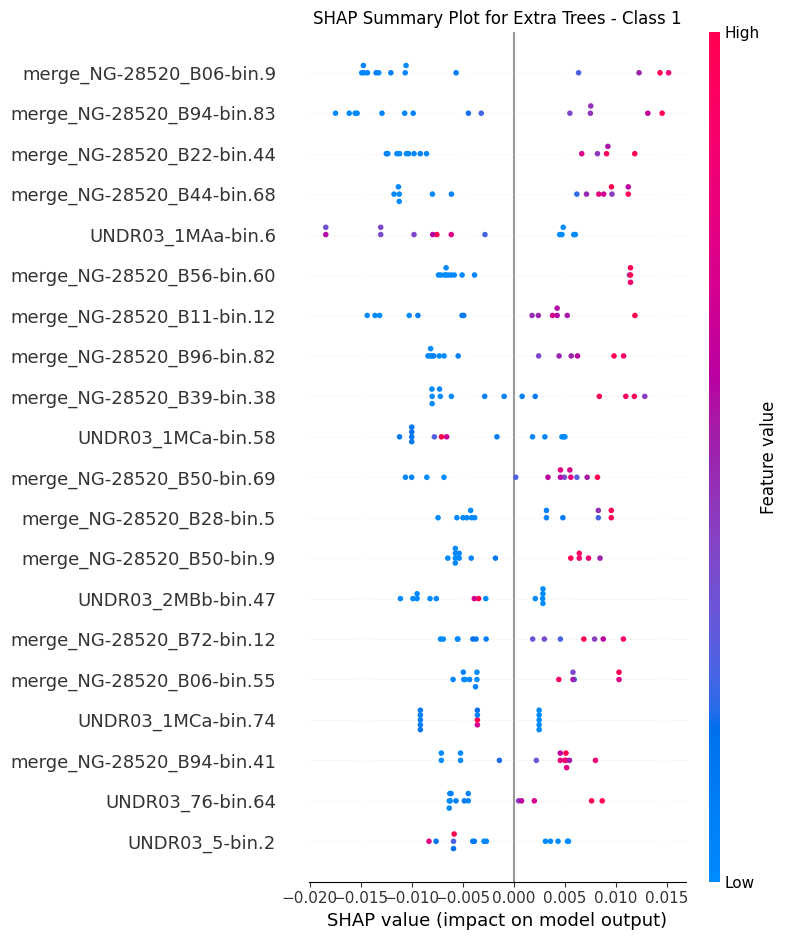 SHAP Summary Plot for Extra Trees - Class 1
High
merge_NG-28520_B06-bin.9
merge_NG-28520_B94-bin.83
merge_NG-28520_B22-bin.44
merge_NG-28520_B44-bin.68
UNDR03_1MAa-bin.6
merge_NG-28520_B56-bin.60
merge_NG-28520_B11-bin.12
merge_NG-28520_B96-bin.82
merge_NG-28520_B39-bin.38
UNDR03_1MCa-bin.58
merge_NG-28520_B50-bin.69
merge_NG-28520_B28-bin.5
merge_NG-28520_B50-bin.9
UNDR03_2MBb-bin.47
merge_NG-28520_B72-bin.12
merge_NG-28520_B06-bin.55
UNDR03_1MCa-bin.74
merge_NG-28520_B94-bin.41
UNDR03_76-bin.64
UNDR03_5-bin.2
Feature value
Low
−0.020 −0.015 −0.010 −0.005 0.000 0.005 0.010 0.015
SHAP value (impact on model output)